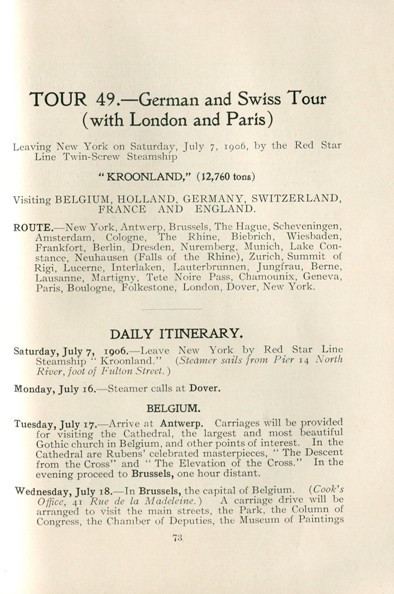 TOUR 49.—German and Swiss Tour
(with London and Paris)
Leaving New York on Saturday, July 7, 1906, by the Red Star
Line Twin-Screw Steamship
"KROONLAND," (12,760 tons)
Visiting BELGIUM, HOLLAND, GERMANY, SWITZERLAND,
FRANCE AND ENGLAND.
ROUTE.—New York, Antwerp, Brussels, The Hague, Scheveningen,
Amsterdam, Cologne, The Rhine, Biebrich, Wiesbaden,
Frankfort, Berlin, Dresden, Nuremberg, Munich, Lake Con-
stance, Neuhausen (Falls of the Rhine), Zurich, Summit of
Rigi, Lucerne, Interlaken, Lauterbrunnen, Jungfrau, Berne,
Lausanne, Martigny, Tete Noire Pass, Chamounix, Geneva,
Paris, Boulogne, Folkestone, London, Dover, New York.
DAILY ITINERARY.
Saturday, July 7, 1906.—Leave New York by Red Star Line
Steamship "Kroonland." (Steamer sails from Pier 14 North
River, foot of Fulton Street.)
Monday, July 16.—Steamer calls at Dover.
BELGIUM.
Tuesday, July 17.—Arrive at Antwerp. Carriages will be provided
for visiting the Cathedral, the largest and most beautiful
Gothic church in Belgium, and other points of interest. In the
Cathedral are Rubens' celebrated masterpieces, "The Descent
from the Cross" and "The Elevation of the Cross." In the
evening proceed to Brussels, one hour distant.
Wednesday, July 18.—In Brussels, the capital of Belgium. (Cook's
Office, 41 Rue de la Madeleine.) A carriage drive will be
arranged to visit the main streets, the Park, the Column of
Congress, the Chamber of Deputies, the Museum of Paintings
73